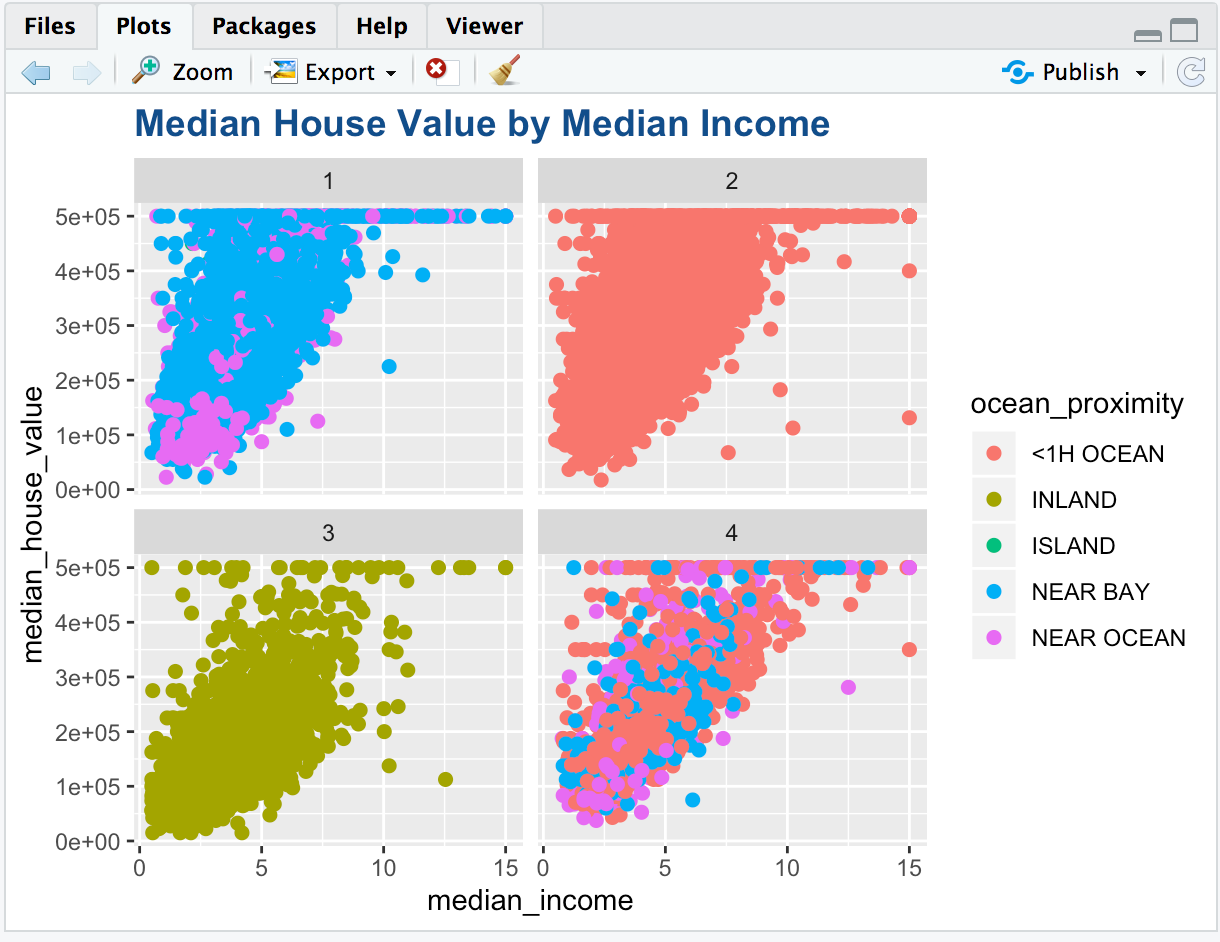 Files Plots Packages Help Viewer
Zoom Export Publish
Median House Value by Median Income
1 2
5e+05
4e+05
3e+05
2e+05
1e+05
0e+00
3 4
5e+05
4e+05
3e+05
2e+05
1e+05
0e+00
0 5 10 15 0 5 10 15
median_income
median_house_value
ocean_proximity
<1H OCEAN
INLAND
ISLAND
NEAR BAY
NEAR OCEAN